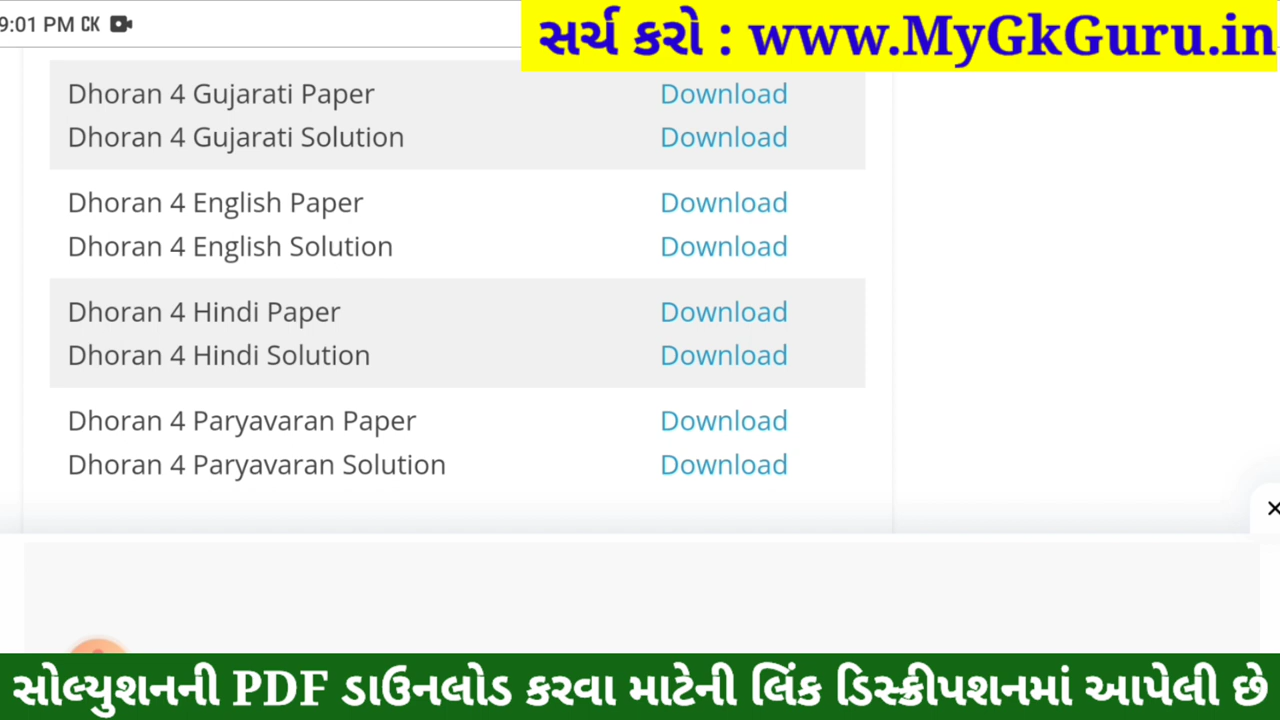 9:01 PM CK
સર્ચ કરો : www.MyGkGuru.in
Dhoran 4 Gujarati Paper Download
Dhoran 4 Gujarati Solution Download
Dhoran 4 English Paper Download
Dhoran 4 English Solution Download
Dhoran 4 Hindi Paper Download
Dhoran 4 Hindi Solution Download
Dhoran 4 Paryavaran Paper Download
Dhoran 4 Paryavaran Solution Download
સોલ્યુશનની PDF ડાઉનલોડ કરવા માટેની લિંક ડિસ્ક્રીપશનમાં આપેલી છે